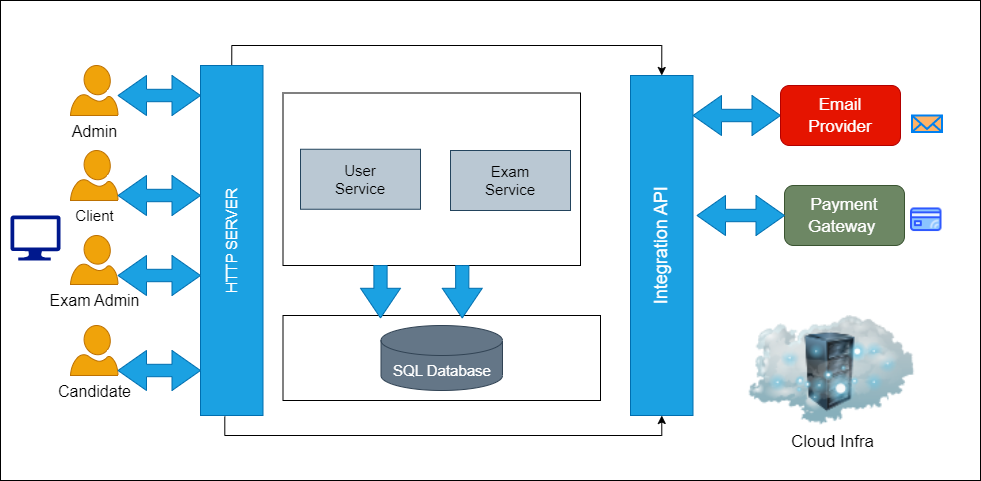 Admin
Client
Exam Admin
Candidate
HTTP SERVER
User
Service
Exam
Service
SQL Database
Integration API
Email
Provider
Payment
Gateway
Cloud Infra